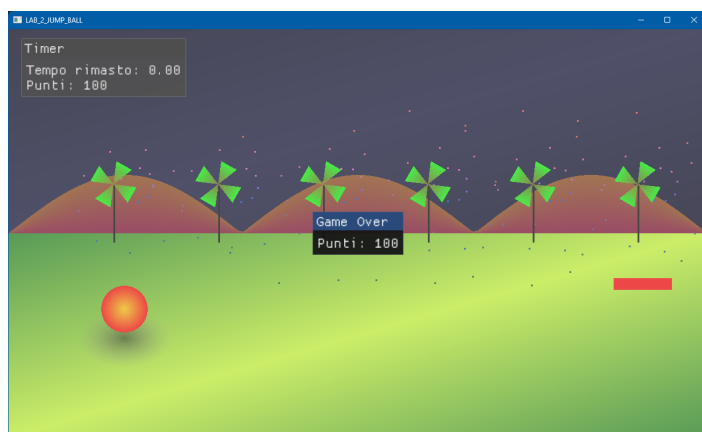 LAB_2_JUMP_BALL
Timer
Tempo rimasto: 0.00
Punti: 100
Game Over
Punti: 100